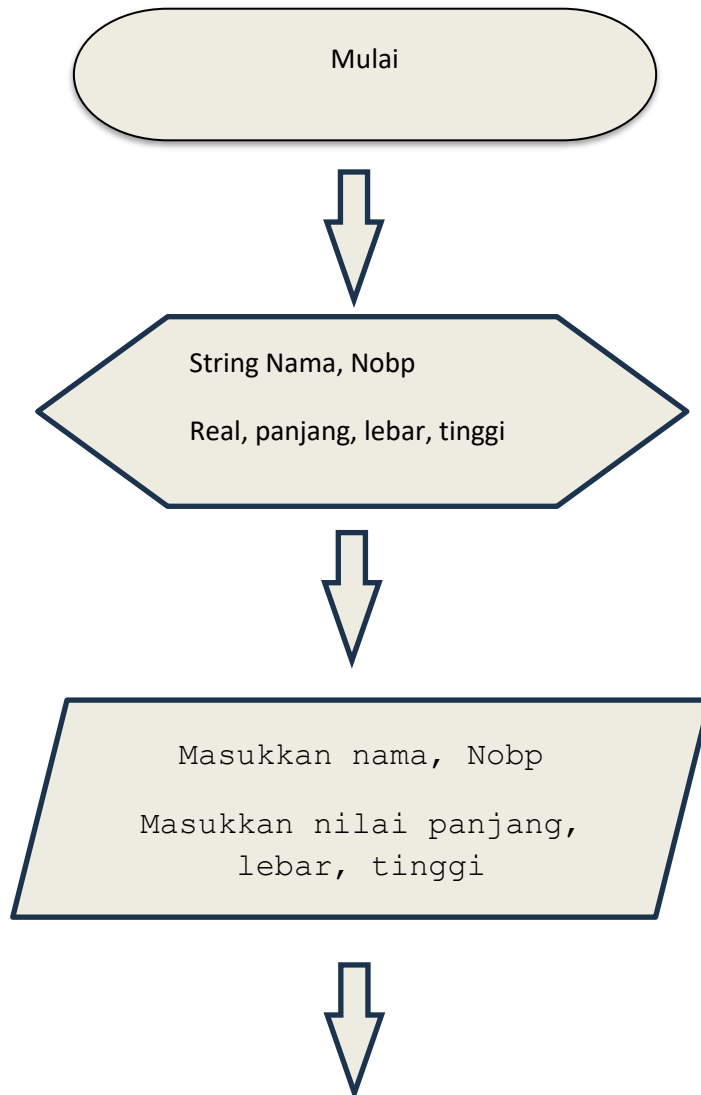 Mulai
String Nama, Nobp
Real, panjang, lebar, tinggi
Masukkan nama, Nobp
Masukkan nilai panjang,
lebar, tinggi